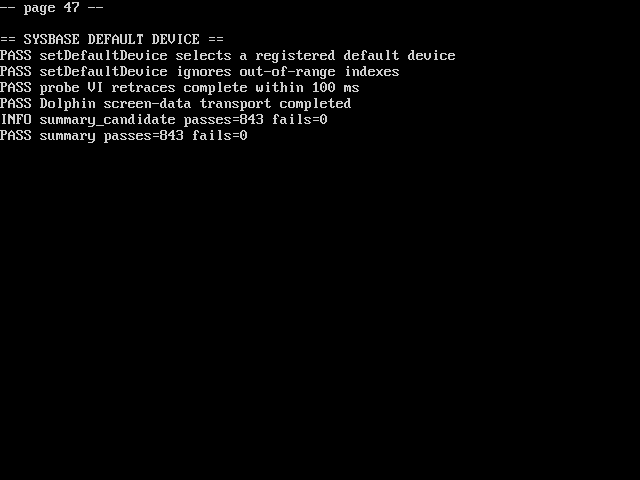 -- page 47 --
== SYSBASE DEFAULT DEVICE ==
PASS setDefaultDevice selects a registered default device
PASS setDefaultDevice ignores out-of-range indexes
PASS probe VI retraces complete within 100 ms
PASS Dolphin screen-data transport completed
INFO summary_candidate passes=843 fails=0
PASS summary passes=843 fails=0